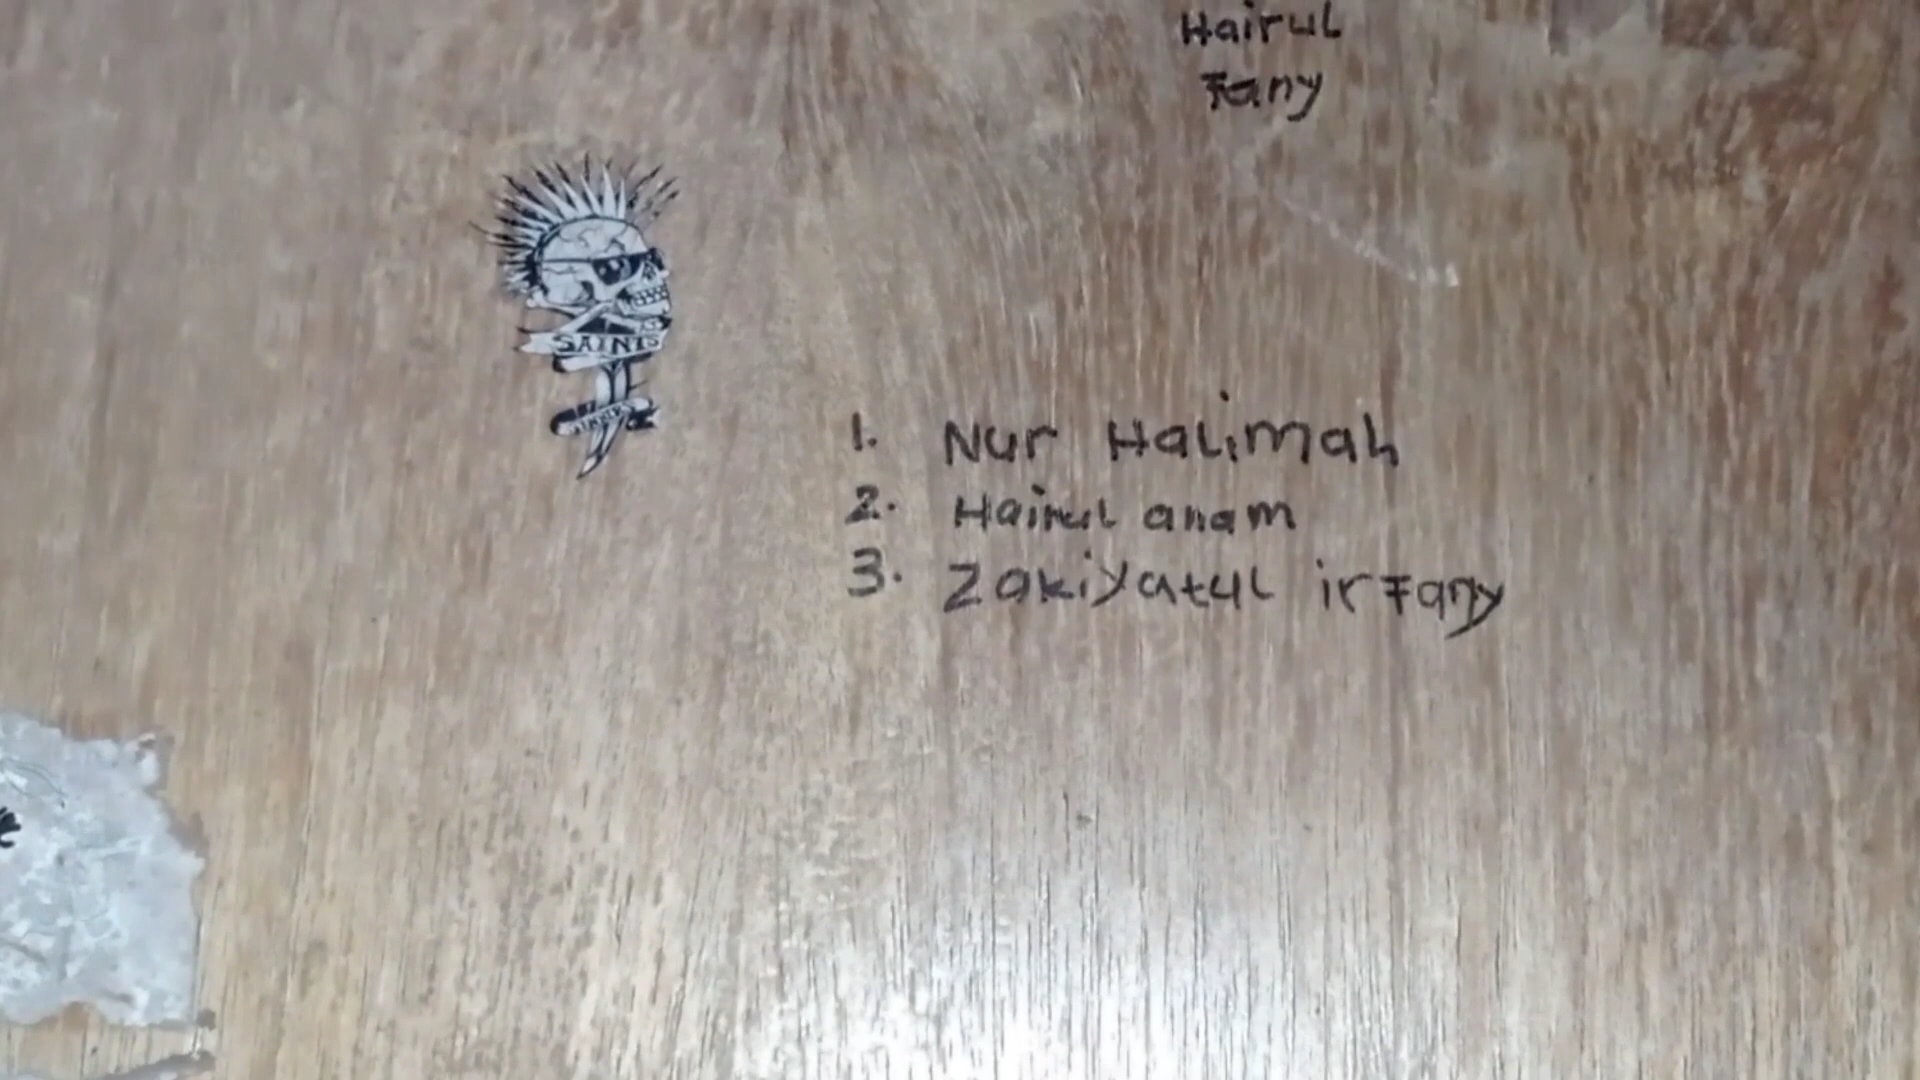 Hairul
Fany
SAINTS
1. Nur Halimah
2. Hairul anam
3. Zakiyatul irFany